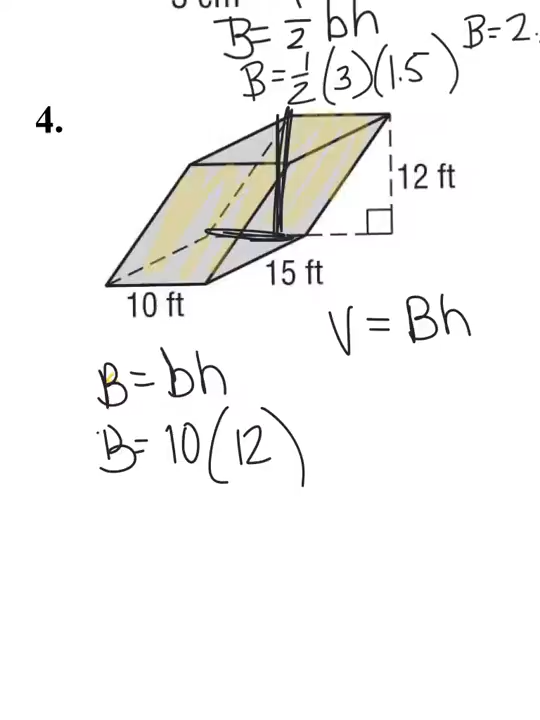 B = 1/2 bh
B = 2.
B = 1/2 (3)(1.5)
4.
12 ft
15 ft
10 ft
V = Bh
B = bh
B = 10(12)